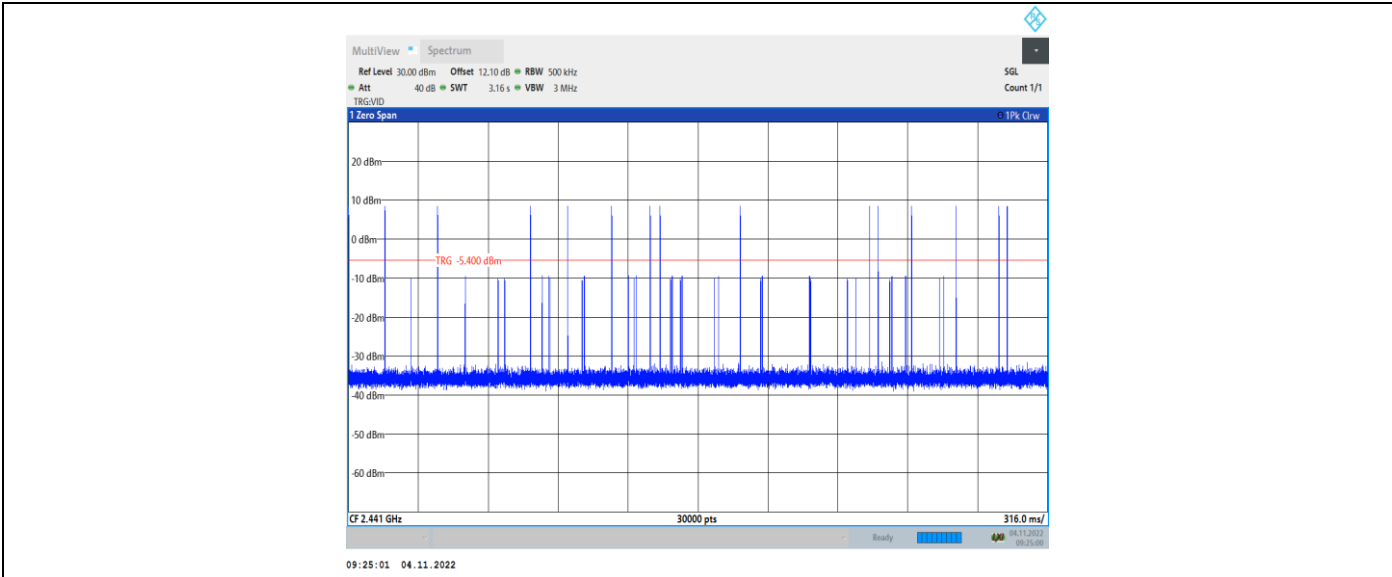 MultiView Spectrum
Ref Level 30.00 dBm Offset 12.10 dB RBW 500 kHz SGL
Att 40 dB SWT 3.16 s VBW 3 MHz Count 1/1
TRG:VID
1 Zero Span 1Pk Clrw
20 dBm
10 dBm
0 dBm
TRG -5.400 dBm
-10 dBm
-20 dBm
-30 dBm
-40 dBm
-50 dBm
-60 dBm
CF 2.441 GHz 30000 pts 316.0 ms/
Ready 04.11.2022
09:25:00
09:25:01 04.11.2022